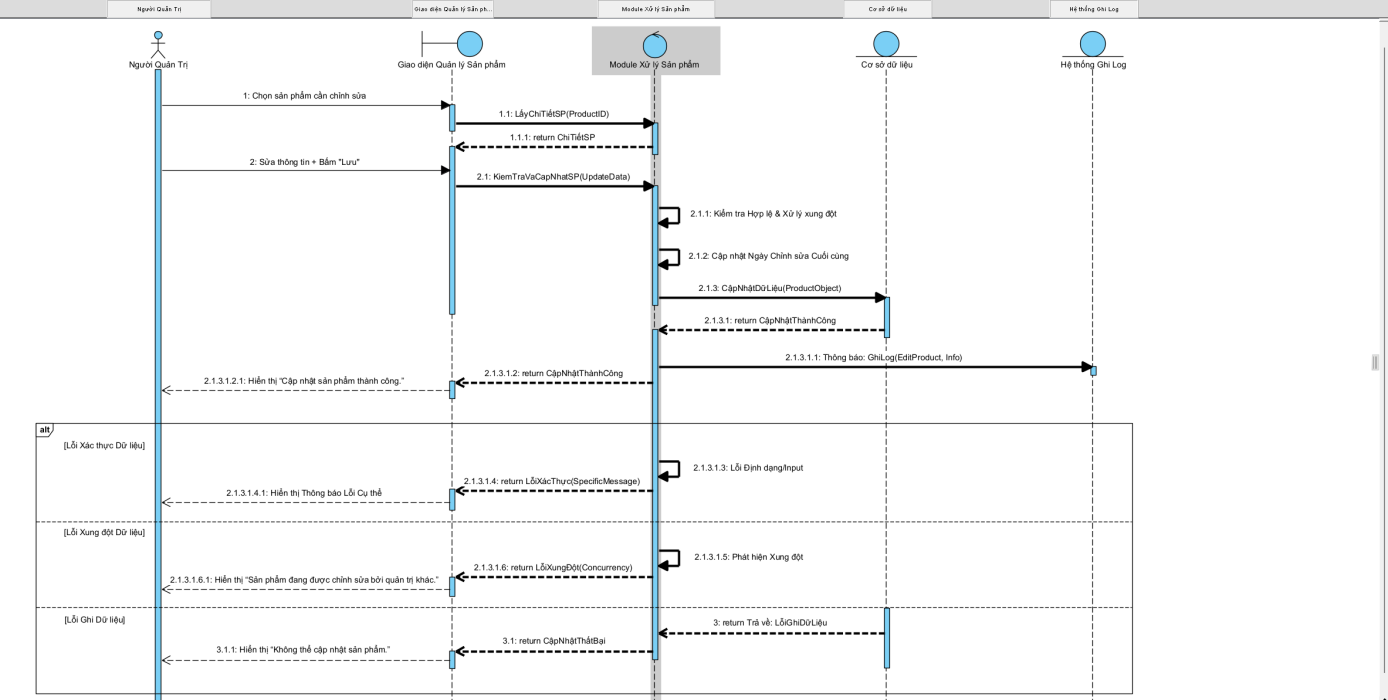 Người Quản Trị
Giao diện Quản lý Sản ph...
Module Xử lý Sản phẩm
Cơ sở dữ liệu
Hệ thống Ghi Log
Người Quản Trị
Giao diện Quản lý Sản phẩm
Module Xử lý Sản phẩm
Cơ sở dữ liệu
Hệ thống Ghi Log
1: Chọn sản phẩm cần chỉnh sửa
1.1: LấyChiTiếtSP(ProductID)
1.1.1: return ChiTiếtSP
2: Sửa thông tin + Bấm "Lưu"
2.1: KiemTraVaCapNhatSP(UpdateData)
2.1.1: Kiểm tra Hợp lệ & Xử lý xung đột
2.1.2: Cập nhật Ngày Chỉnh sửa Cuối cùng
2.1.3: CậpNhậtDữLiệu(ProductObject)
2.1.3.1: return CậpNhậtThànhCông
2.1.3.1.1: Thông báo: GhiLog(EditProduct, Info)
2.1.3.1.2: return CậpNhậtThànhCông
2.1.3.1.2.1: Hiển thị “Cập nhật sản phẩm thành công.”
alt
[Lỗi Xác thực Dữ liệu]
2.1.3.1.3: Lỗi Định dạng/Input
2.1.3.1.4: return LỗiXácThực(SpecificMessage)
2.1.3.1.4.1: Hiển thị Thông báo Lỗi Cụ thể
[Lỗi Xung đột Dữ liệu]
2.1.3.1.5: Phát hiện Xung đột
2.1.3.1.6: return LỗiXungĐột(Concurrency)
2.1.3.1.6.1: Hiển thị “Sản phẩm đang được chỉnh sửa bởi quản trị khác.”
[Lỗi Ghi Dữ liệu]
3: return Trả về: LỗiGhiDữLiệu
3.1: return CậpNhậtThấtBại
3.1.1: Hiển thị “Không thể cập nhật sản phẩm.”